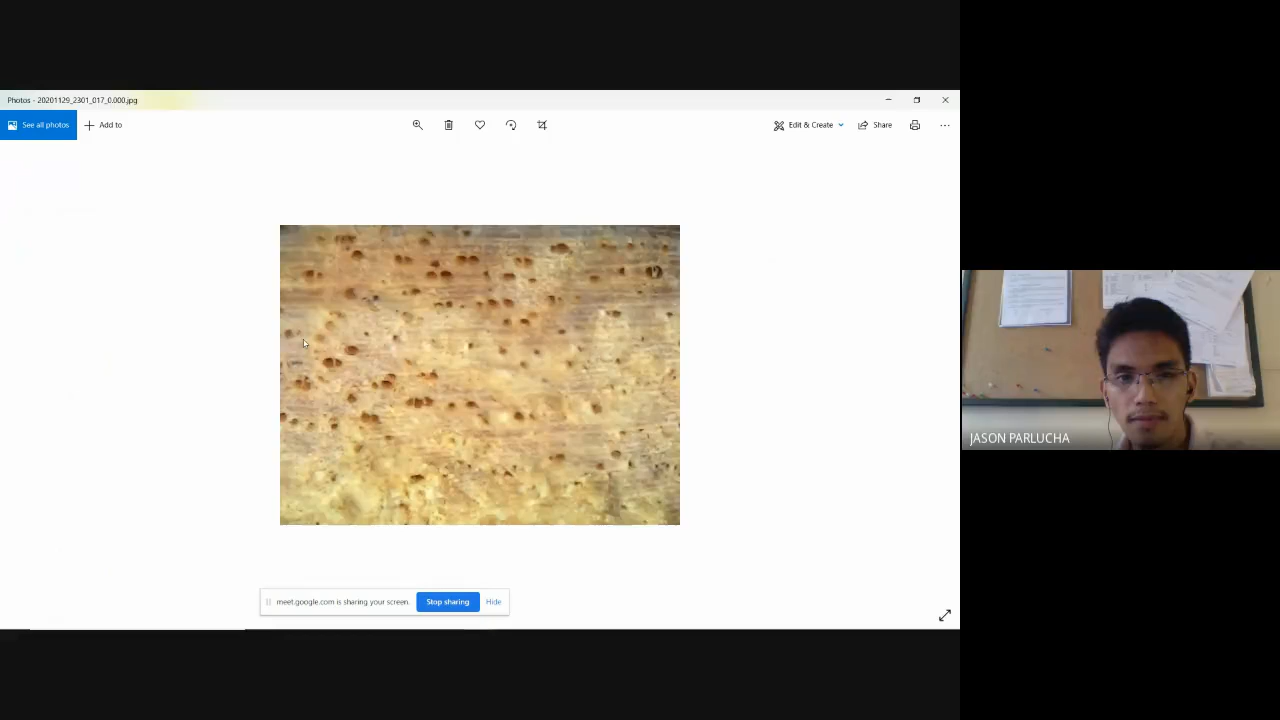 Photos - 20201129_2301_017_0.000.jpg
See all photos
Add to
Edit & Create
Share
meet.google.com is sharing your screen.
Stop sharing
Hide
JASON PARLUCHA